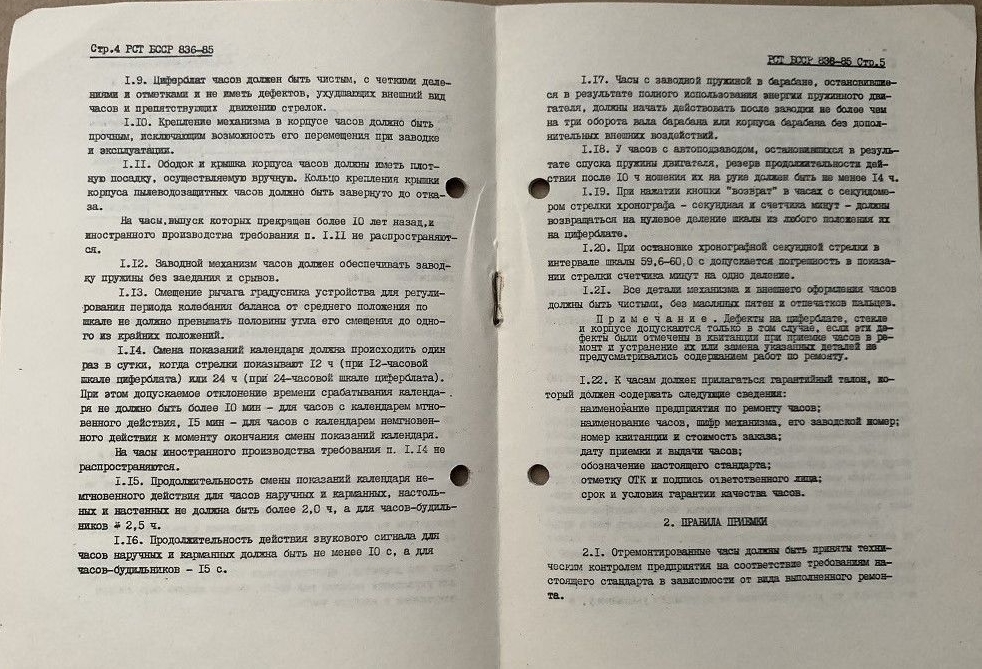 Стр.4 РСТ БССР 836-85
I.9. Циферблат часов должен быть чистым, с четкими деле-
ниями и отметками и не иметь дефектов, ухудшающих внешний вид
часов и препятствующих движению стрелок.
I.10. Крепление механизма в корпусе часов должно быть
прочным, исключающим возможность его перемещения при заводке
и эксплуатации.
I.II. Ободок и крышка корпуса часов должны иметь плот-
ную посадку, осуществляемую вручную. Кольцо крепления крышки
корпуса пылеводозащитных часов должно быть завернуто до отка-
за.
На часы,выпуск которых прекращен более 10 лет назад,и
иностранного производства требования п. I.II не распространяют-
ся.
I.12. Заводной механизм часов должен обеспечивать завод-
ку пружины без заедания и срывов.
I.13. Смещение рычага градусника устройства для регули-
рования периода колебания баланса от среднего положения по
шкале не должно превышать половины угла его смещения до одно-
го из крайних положений.
I.14. Смена показаний календаря должна происходить один
раз в сутки, когда стрелки показывают 12 ч (при 12-часовой
шкале циферблата) или 24 ч (при 24-часовой шкале циферблата).
При этом допускаемое отклонение времени срабатывания календа-
ря не должно быть более 10 мин - для часов с календарем мгно-
венного действия, 15 мин - для часов с календарем немгновен-
ного действия к моменту окончания смены показаний календаря.
На часы иностранного производства требования п. I.14 не
распространяются.
I.15. Продолжительность смены показаний календаря не-
мгновенного действия для часов наручных и карманных, настоль-
ных и настенных не должна быть более 2,0 ч, а для часов-будиль-
ников - 2,5 ч.
I.16. Продолжительность действия звукового сигнала для
часов наручных и карманных должна быть не менее 10 с, а для
часов-будильников - 15 с.
РСТ БССР 836-85 Стр.5
I.17. Часы с заводной пружиной в барабане, остановивше-
ся в результате полного использования энергии пружинного дви-
гателя, должны начать действовать после заводки не более чем
на три оборота вала барабана или корпуса барабана без допол-
нительных внешних воздействий.
I.18. У часов с автоподзаводом, остановившихся в резуль-
тате спуска пружины двигателя, резерв продолжительности дей-
ствия после 10 ч ношения их на руке должен быть не менее 14 ч.
I.19. При нажатии кнопки "возврат" в часах с секундоме-
ром стрелки хронографа - секундная и счетчика минут - должны
возвращаться на нулевое деление шкалы из любого положения их
на циферблате.
I.20. При остановке хронографной секундной стрелки в
интервале шкалы 59,6-60,0 с допускается погрешность в показа-
нии стрелки счетчика минут на одно деление.
I.21. Все детали механизма и внешнего оформления часов
должны быть чистыми, без масляных пятен и отпечатков пальцев.
Примечание. Дефекты на циферблате, стекле
и корпусе допускаются только в том случае, если эти де-
фекты были отмечены в квитанции при приемке часов в ре-
монт и устранение их или замена указанных деталей не
предусматривались содержанием работ по ремонту.
I.22. К часам должен прилагаться гарантийный талон, ко-
торый должен содержать следующие сведения:
наименование предприятия по ремонту часов;
наименование часов, шифр механизма, его заводской номер;
номер квитанции и стоимость заказа;
дату приемки и выдачи часов;
обозначение настоящего стандарта;
отметку ОТК и подпись ответственного лица;
срок и условия гарантии качества часов.
2. ПРАВИЛА ПРИЕМКИ
2.1. Отремонтированные часы должны быть приняты техни-
ческим контролем предприятия на соответствие требованиям на-
стоящего стандарта в зависимости от вида выполненного ремон-
та.